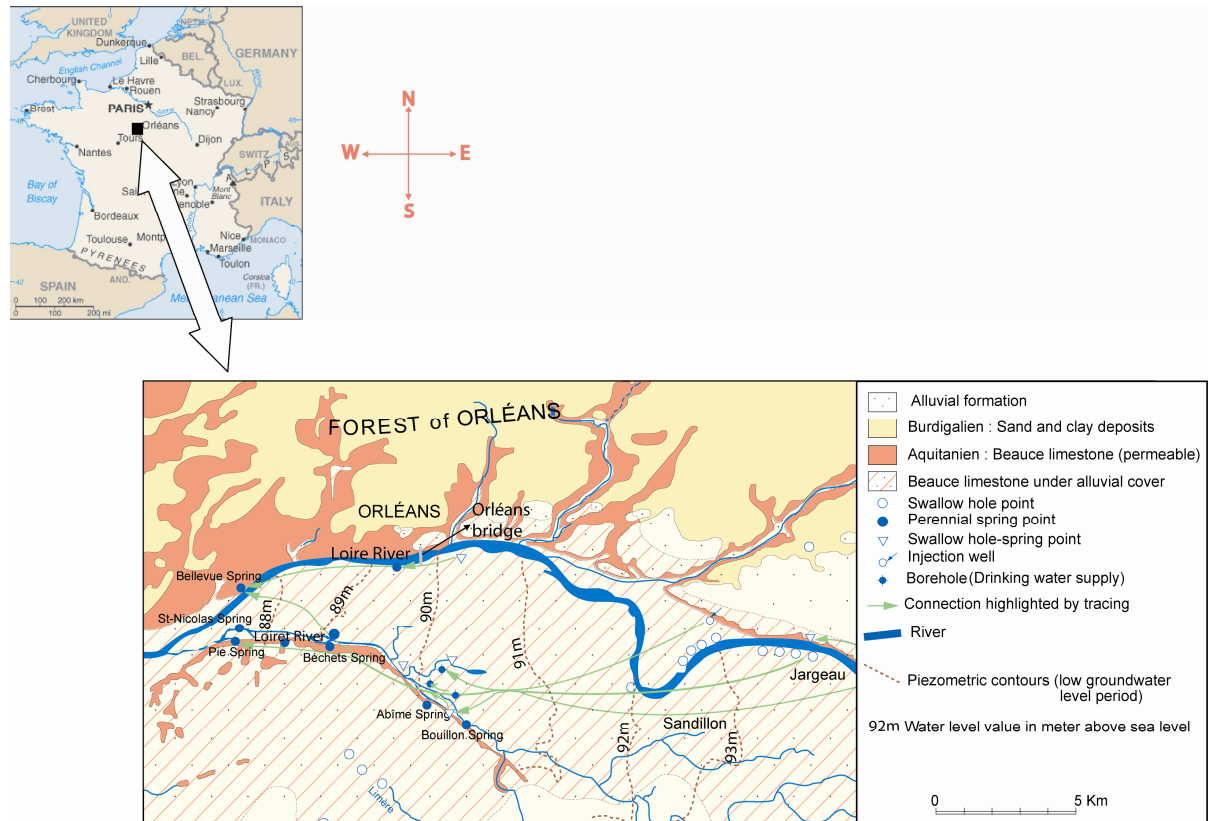 UNITED
KINGDOM
NETH.
Dunkerque
Lille
BEL.
GERMANY
English Channel
Cherbourg
Le Havre
Rouen
LUX.
Rhine
PARIS
Seine
Strasbourg
Nancy
Brest
Orléans
Tours
Dijon
Nantes
SWITZ.
AUS.
A L P S
Bay of
Biscay
Lyon
Mont
Blanc
ITALY
Bordeaux
Rhône
Nice
MONACO
Toulouse
Marseille
Toulon
PYRENEES
AND.
Corsica
(FR.)
SPAIN
0 100 200 km
0 100 200 mi
N
W E
S
FOREST of ORLÉANS
ORLÉANS
Orléans
bridge
Loire River
Bellevue Spring
St-Nicolas Spring
Loiret River
Pie Spring
Béchets Spring
Abîme Spring
Bouillon Spring
88m
89m
90m
91m
92m
93m
Sandillon
Jargeau
Limère
Alluvial formation
Burdigalien : Sand and clay deposits
Aquitanien : Beauce limestone (permeable)
Beauce limestone under alluvial cover
Swallow hole point
Perennial spring point
Swallow hole-spring point
Injection well
Borehole (Drinking water supply)
Connection highlighted by tracing
River
Piezometric contours (low groundwater
level period)
92m Water level value in meter above sea level
0 5 Km